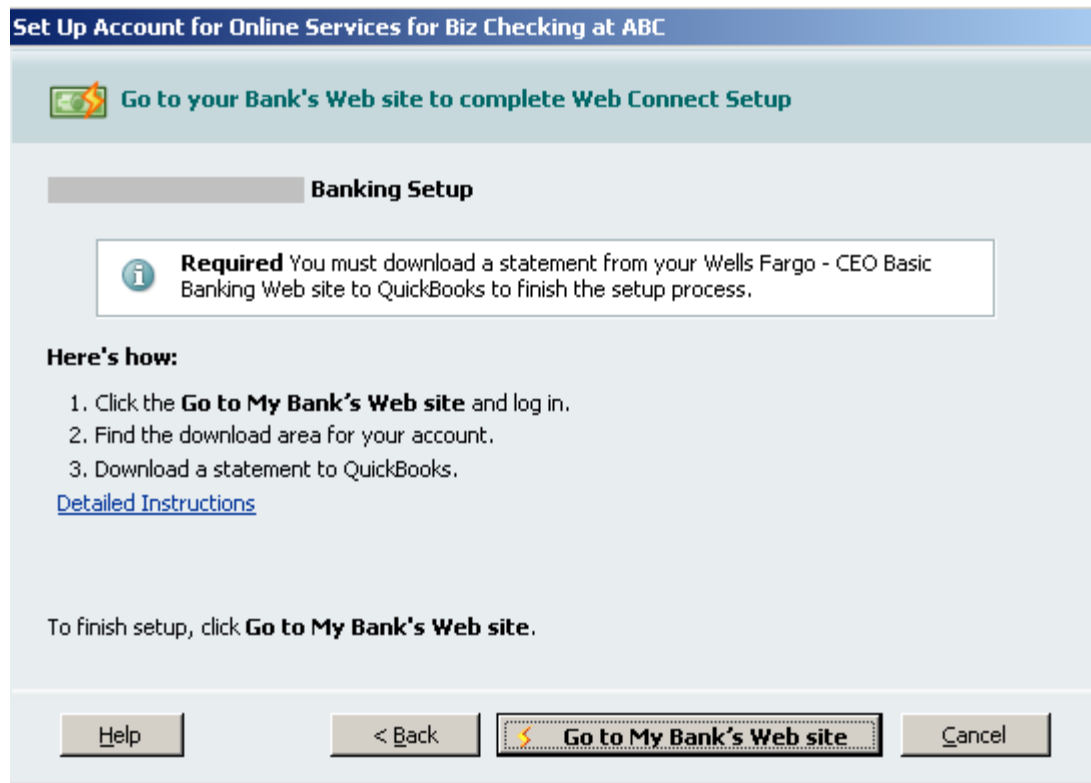 Set Up Account for Online Services for Biz Checking at ABC
Go to your Bank's Web site to complete Web Connect Setup
Banking Setup
Required You must download a statement from your Wells Fargo - CEO Basic
Banking Web site to QuickBooks to finish the setup process.
Here's how:
1. Click the Go to My Bank's Web site and log in.
2. Find the download area for your account.
3. Download a statement to QuickBooks.
Detailed Instructions
To finish setup, click Go to My Bank's Web site.
Help
< Back
Go to My Bank's Web site
Cancel